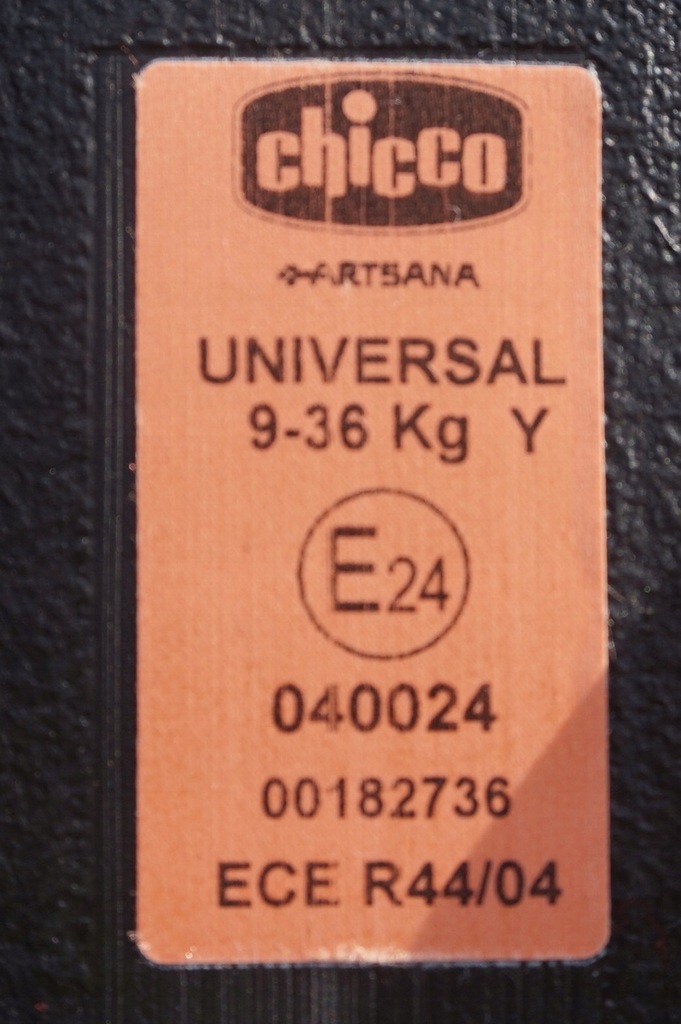 chicco
ARTSANA
UNIVERSAL
9-36 Kg Y
E24
040024
00182736
ECE R44/04